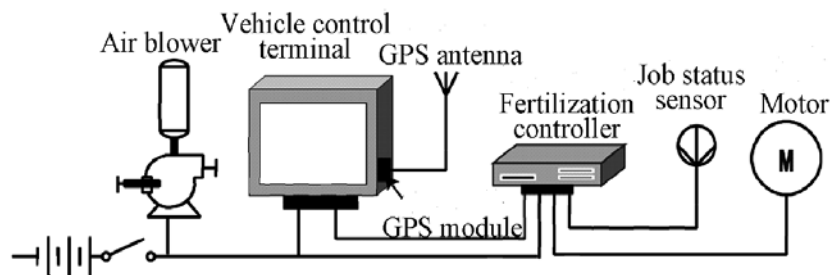 Air blower
Vehicle control
terminal
GPS antenna
Fertilization
controller
Job status
sensor
Motor
M
GPS module